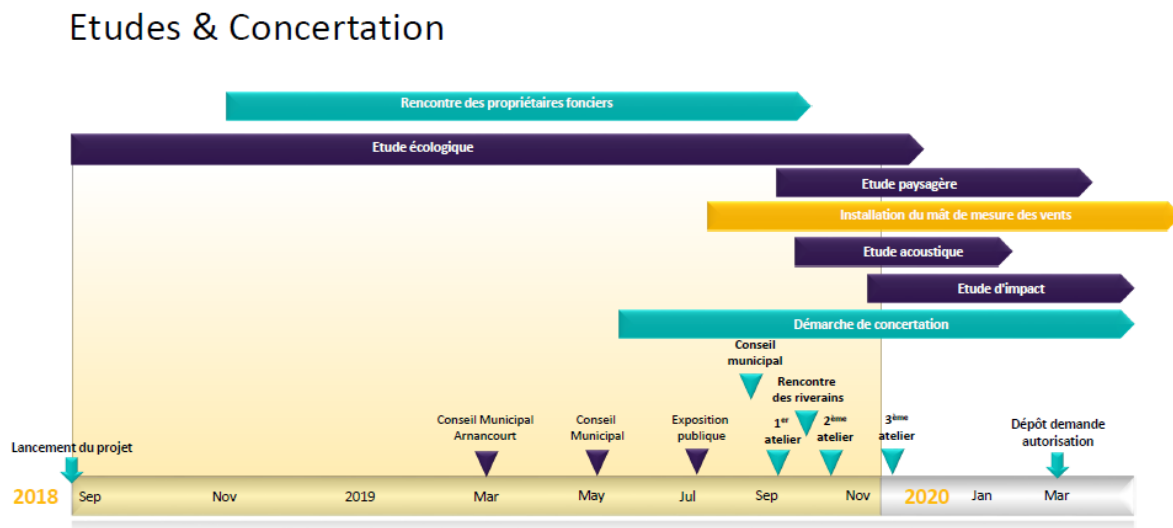 Etudes & Concertation
Rencontre des propriétaires fonciers
Etude écologique
Etude paysagère
Installation du mât de mesure des vents
Etude acoustique
Etude d'impact
Démarche de concertation
Conseil
municipal
Rencontre
des riverains
Conseil Municipal
Arnancourt
Conseil
Municipal
Exposition
publique
1er
atelier
2ème
atelier
3ème
atelier
Dépôt demande
autorisation
Lancement du projet
2018 Sep Nov 2019 Mar May Jul Sep Nov 2020 Jan Mar